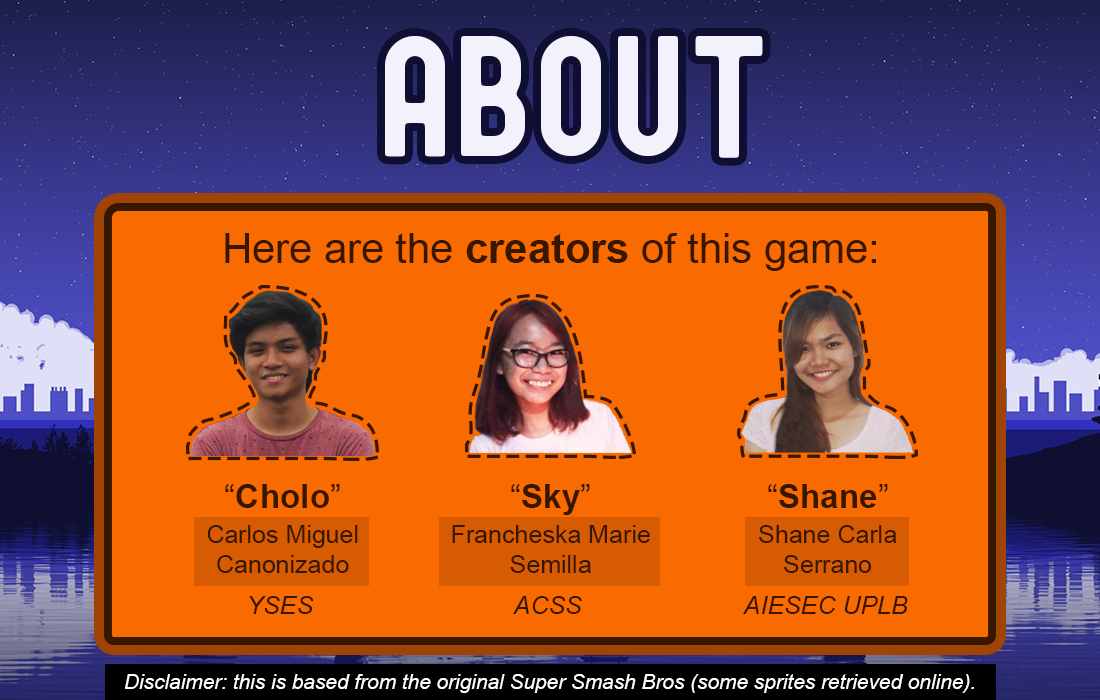 ABOUT
Here are the creators of this game:
“Cholo” “Sky” “Shane”
Carlos Miguel Francheska Marie Shane Carla
Canonizado Semilla Serrano
YSES ACSS AIESEC UPLB
Disclaimer: this is based from the original Super Smash Bros (some sprites retrieved online).